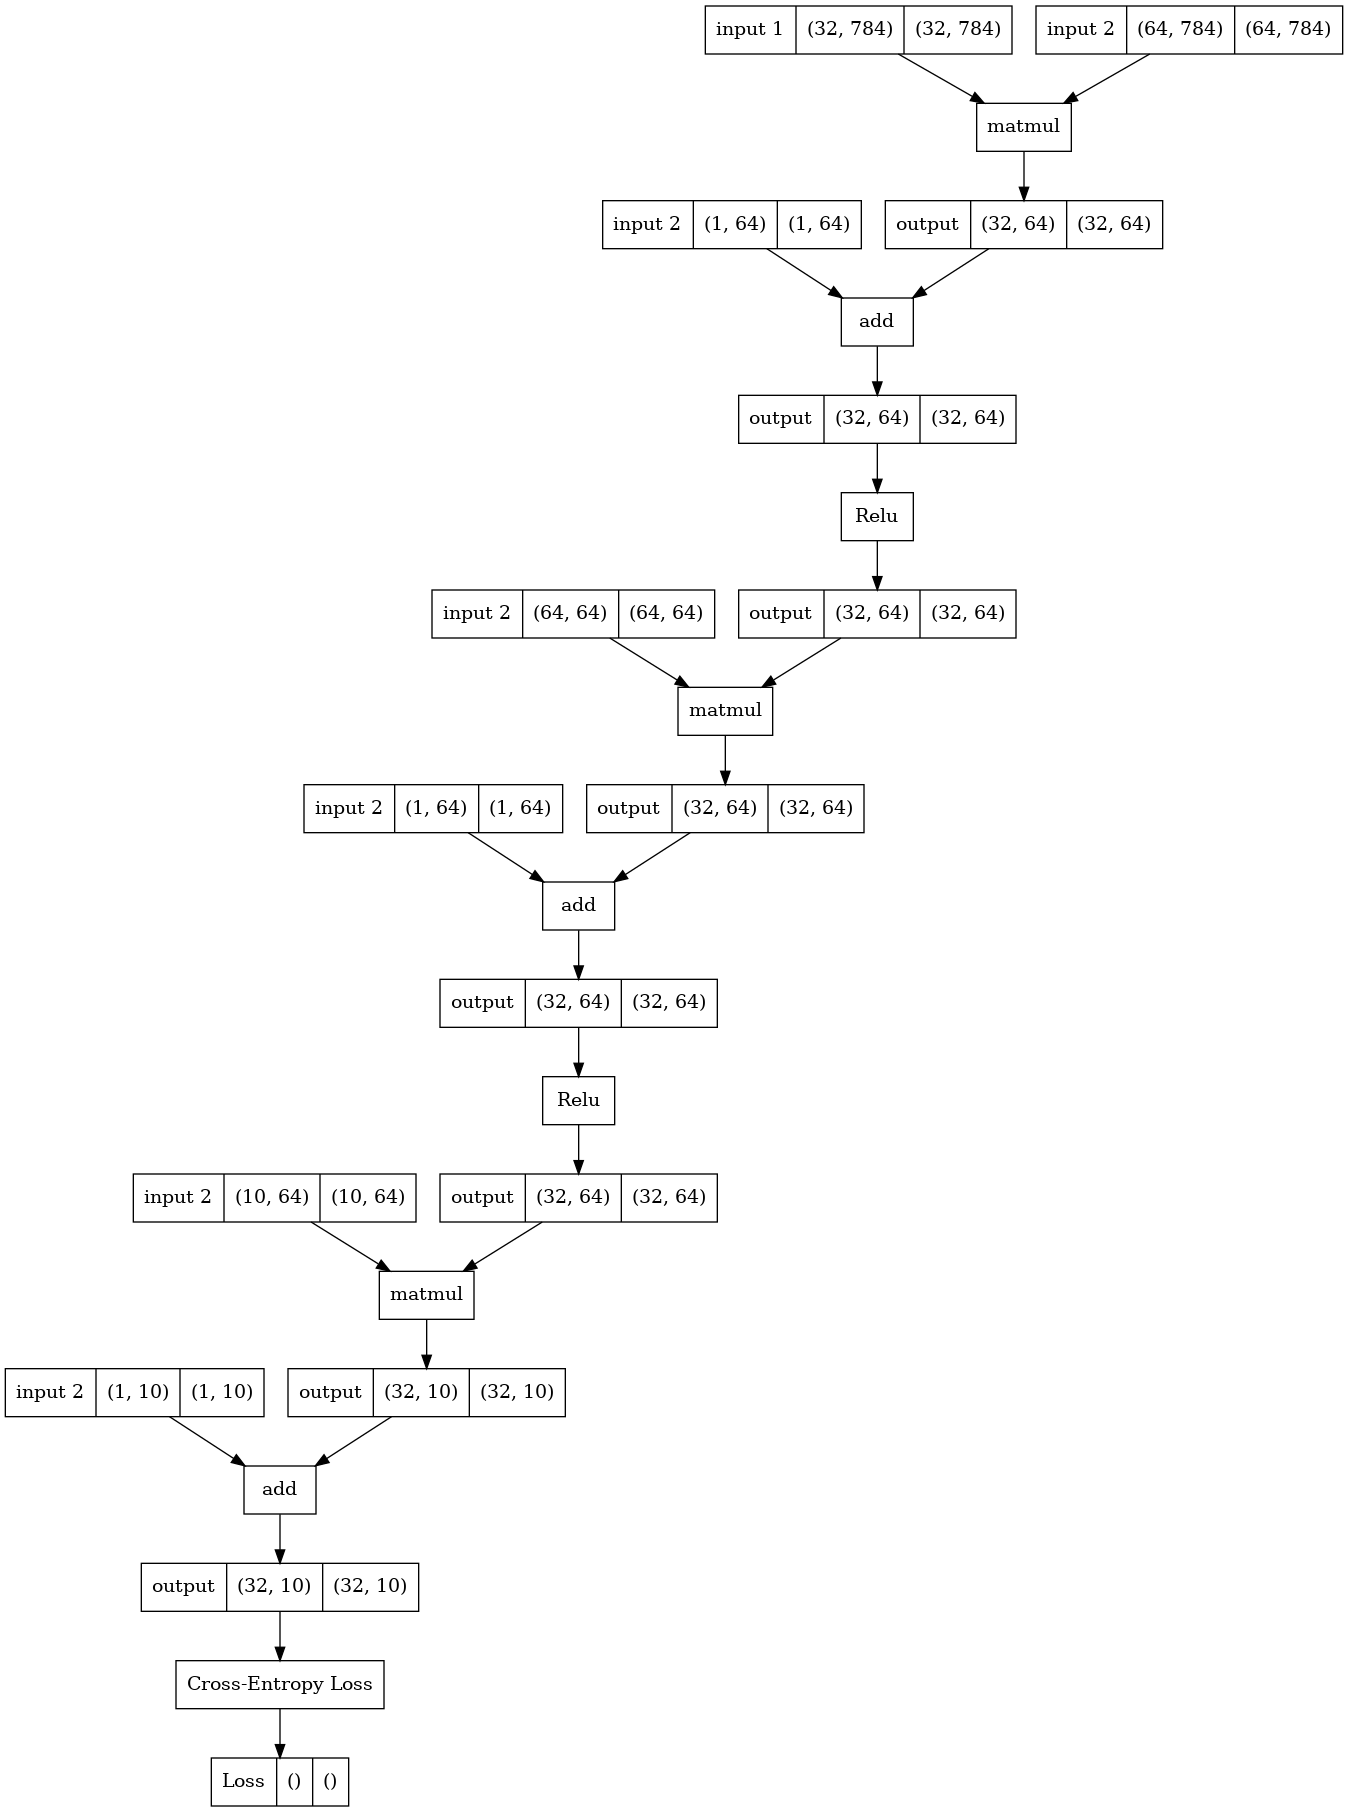 input 1 (32, 784) (32, 784) input 2 (64, 784) (64, 784)
matmul
input 2 (1, 64) (1, 64) output (32, 64) (32, 64)
add
output (32, 64) (32, 64)
Relu
input 2 (64, 64) (64, 64) output (32, 64) (32, 64)
matmul
input 2 (1, 64) (1, 64) output (32, 64) (32, 64)
add
output (32, 64) (32, 64)
Relu
input 2 (10, 64) (10, 64) output (32, 64) (32, 64)
matmul
input 2 (1, 10) (1, 10) output (32, 10) (32, 10)
add
output (32, 10) (32, 10)
Cross-Entropy Loss
Loss () ()